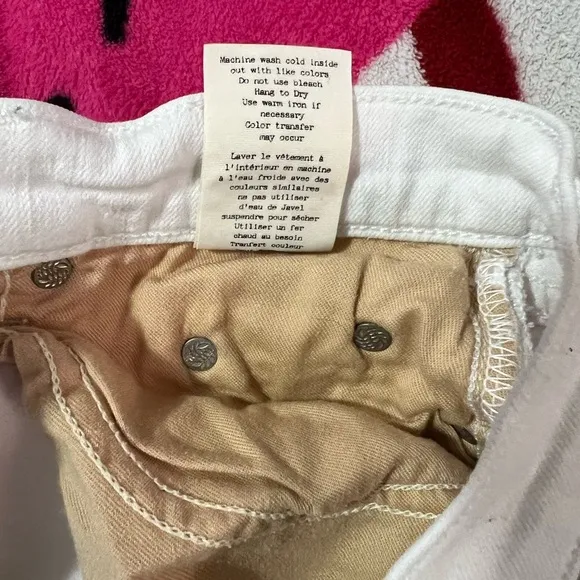 Machine wash cold inside
out with like colors
Do not use bleach
Hang to Dry
Use warm iron if
necessary
Color transfer
may occur
Laver le vêtement à
l'intérieur en machine
à l'eau froide avec des
couleurs similaires
ne pas utiliser
d'eau de Javel
suspendre pour sécher
Utiliser un fer
chaud au besoin
Tranfert couleur